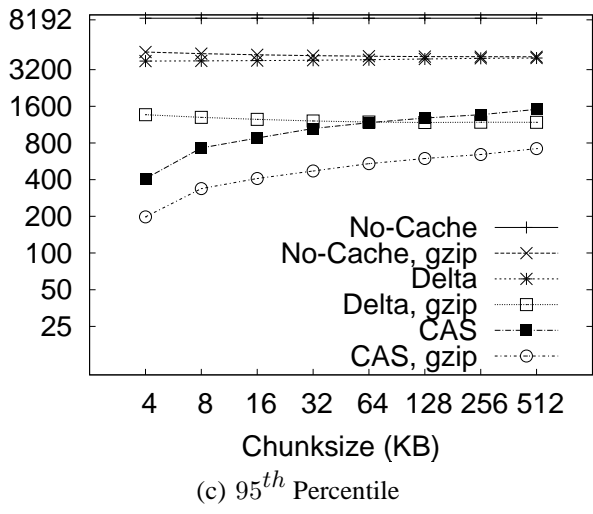 8192
3200
1600
800
400
200
100
50
25
No-Cache
No-Cache, gzip
Delta
Delta, gzip
CAS
CAS, gzip
4 8 16 32 64 128 256 512
Chunksize (KB)
(c) 95th Percentile